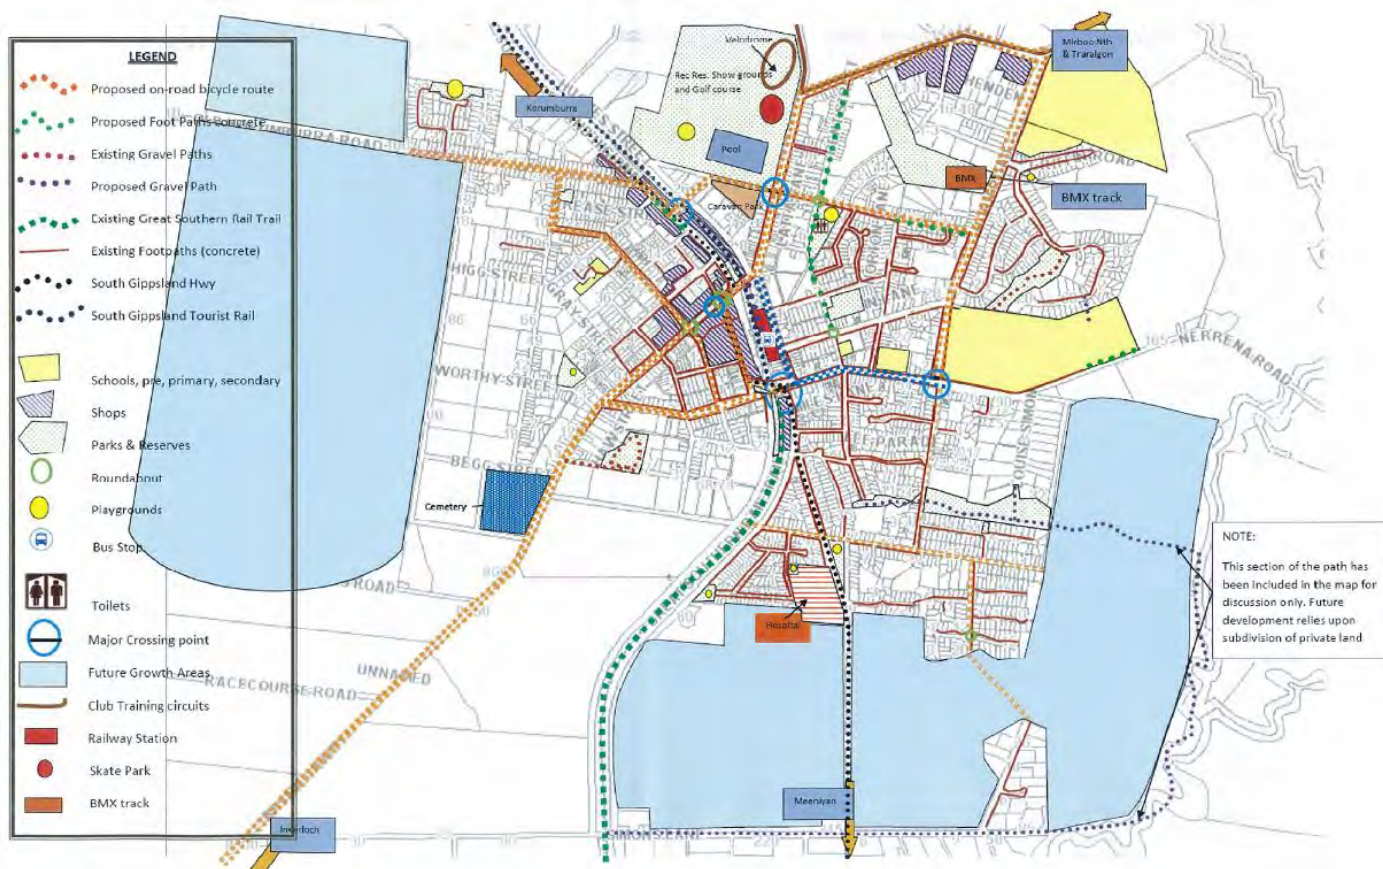 LEGEND
Proposed on-road bicycle route
Proposed Foot Paths concrete
Existing Gravel Paths
Proposed Gravel Path
Existing Great Southern Rail Trail
Existing Footpaths (concrete)
South Gippsland Hwy
South Gippsland Tourist Rail
Schools, pre, primary, secondary
Shops
Parks & Reserves
Roundabout
Playgrounds
Bus Stop
Toilets
Major Crossing point
Future Growth Areas
Club Training circuits
Railway Station
Skate Park
BMX track
Korumburra
Velodrome
Rec Res. Show grounds
and Golf course
Pool
Caravan Park
Mirboo Nth
& Traralgon
BMX
BMX track
HIGG STREET
GRAY STREET
WORTHY STREET
BEGG STREET
Cemetery
NERRENA ROAD
ROAD
UNNAMED
RACECOURSE ROAD
Hospital
Meeniyan
Inverloch
SIMONS LANE
NOTE:
This section of the path has
been included in the map for
discussion only. Future
development relies upon
subdivision of private land